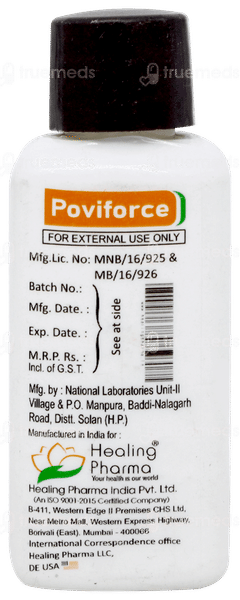 truemeds
Poviforce
FOR EXTERNAL USE ONLY
Mfg.Lic. No: MNB/16/925 &
MB/16/926
Batch No.:
Mfg. Date. :
Exp. Date. :
M.R.P. Rs. :
Incl. of G.S.T.
See at side
Mfg. by : National Laboratories Unit-II
Village & P.O. Manpura, Baddi-Nalagarh
Road, Distt. Solan (H.P.)
Manufactured in India for :
Healing®
Pharma
Your health is our world
Healing Pharma India Pvt. Ltd.
(An ISO 9001-2015 Certified Company)
B-411, Western Edge II Premises CHS Ltd,
Near Metro Mall, Western Express Highway,
Borivali (East), Mumbai - 400066
International Correspondence office
Healing Pharma LLC,
DE USA